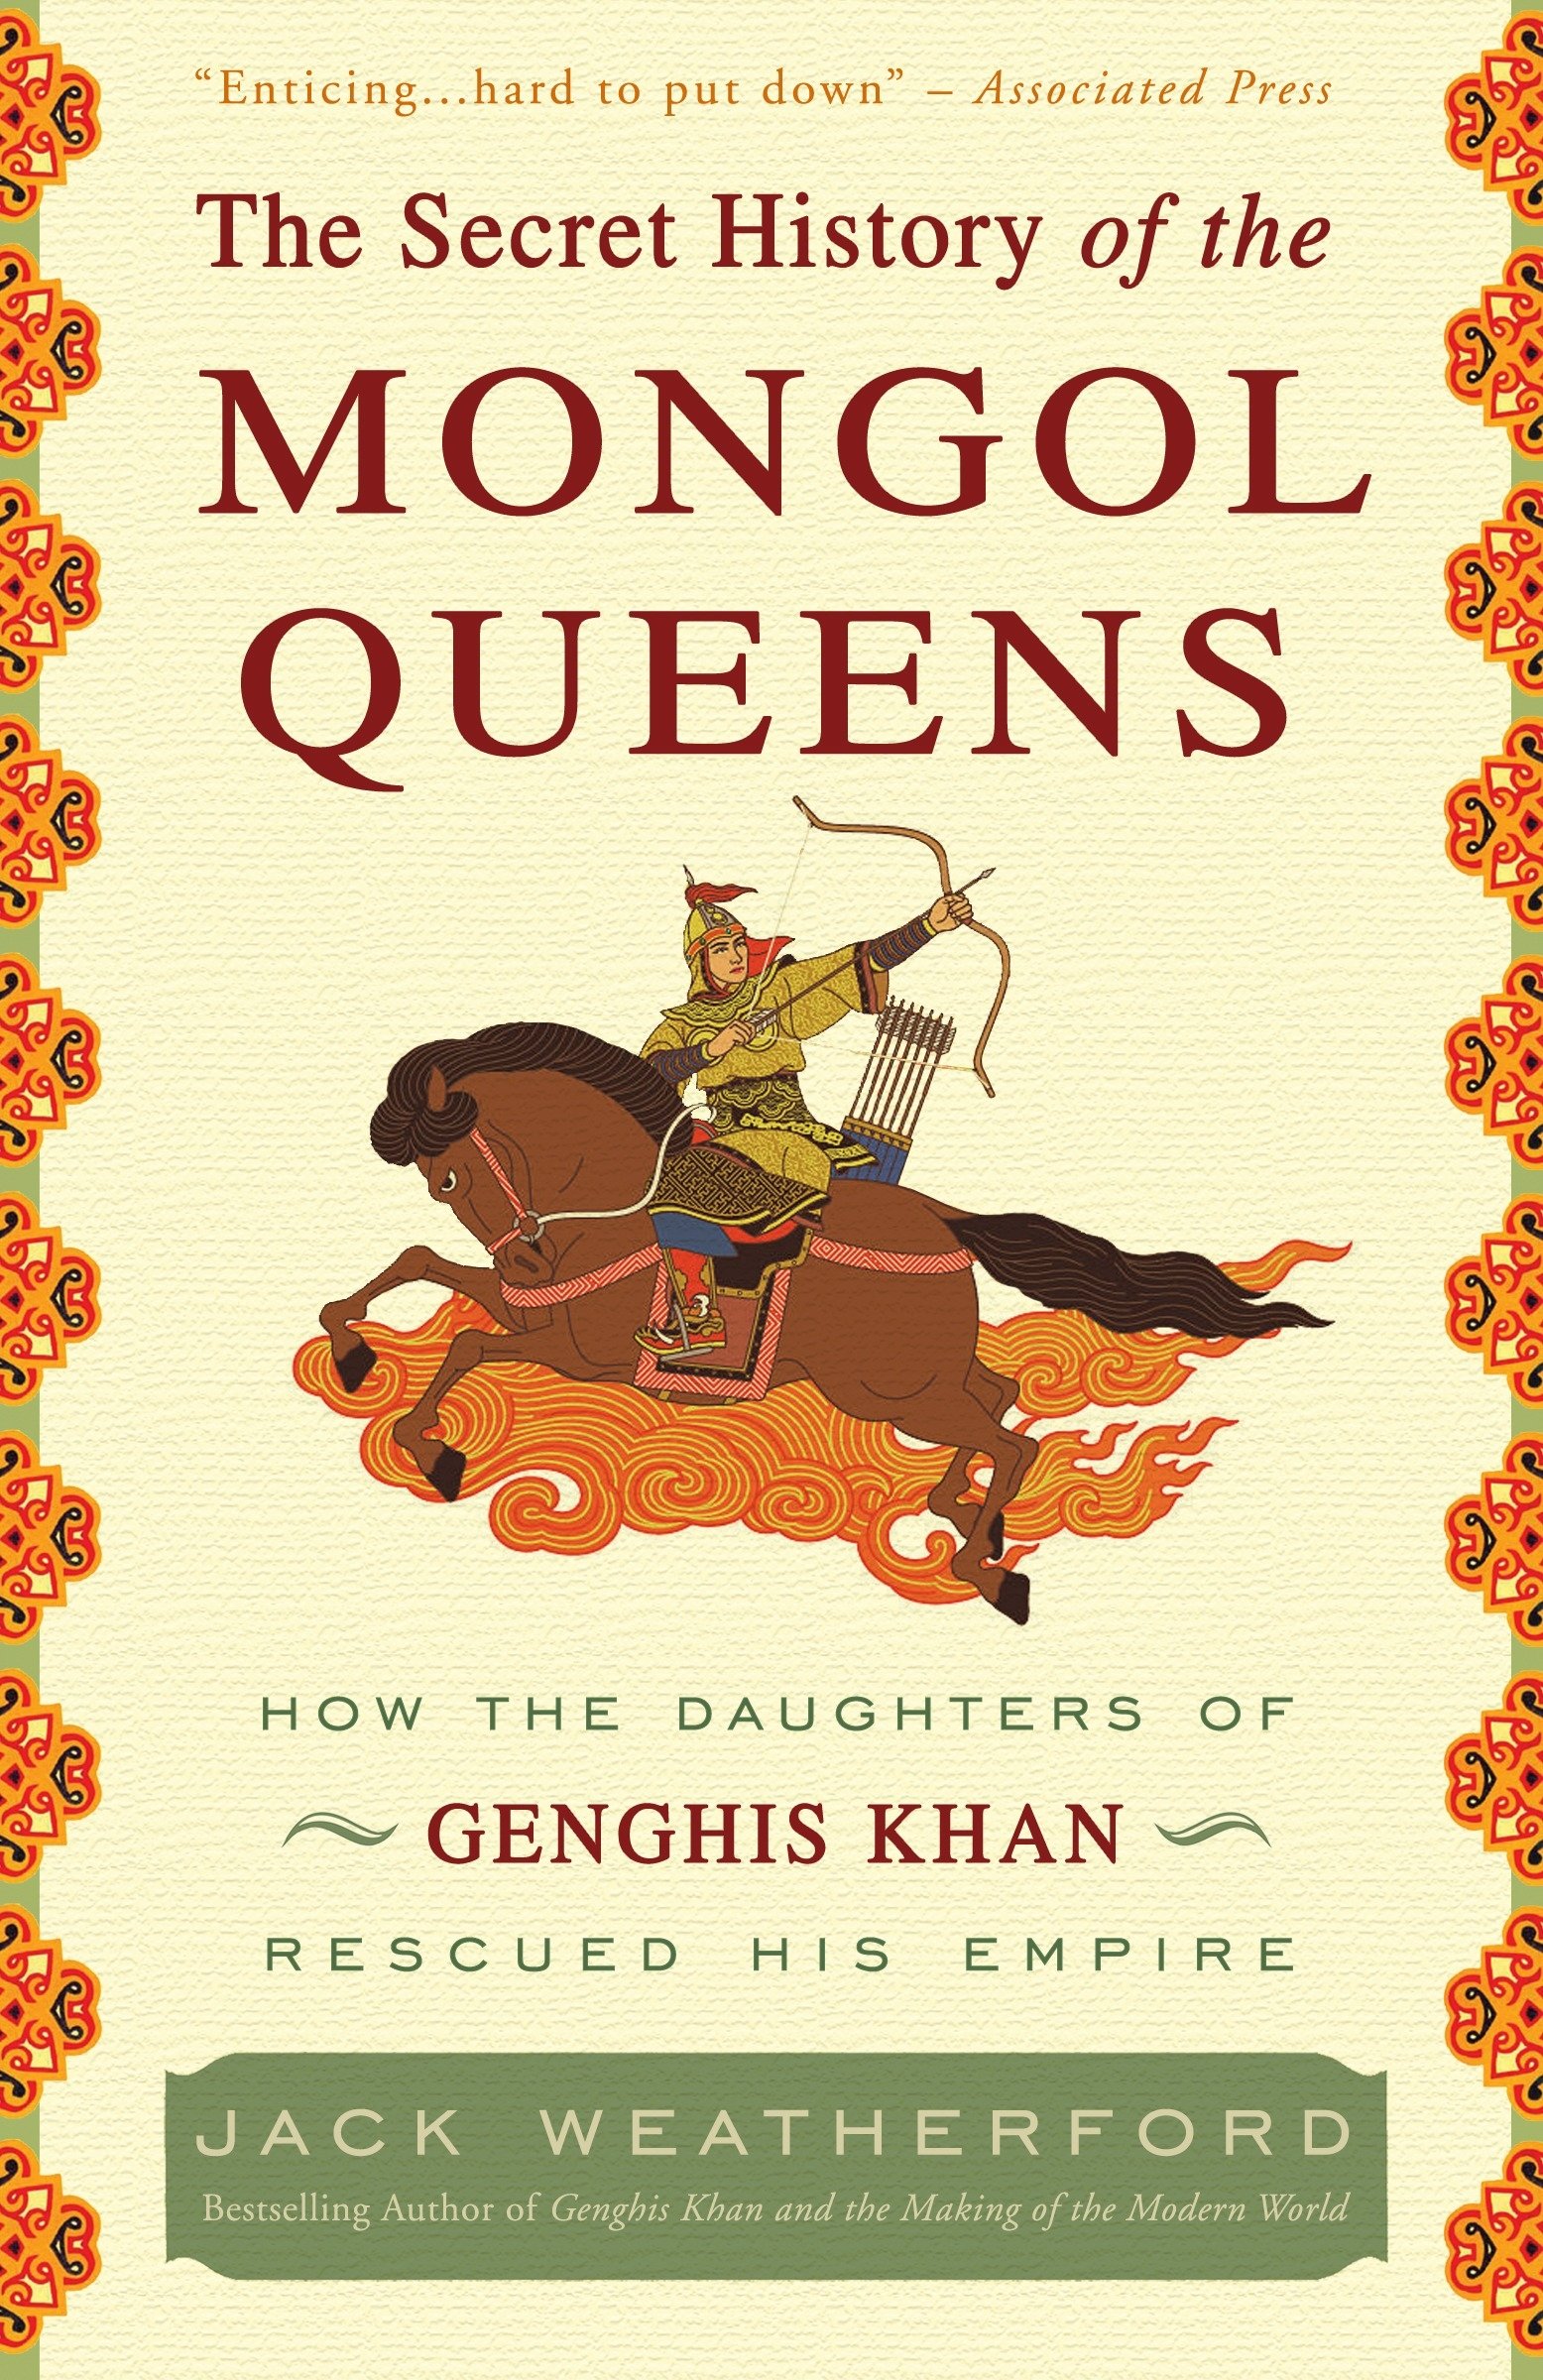 “Enticing...hard to put down” – Associated Press
The Secret History of the
MONGOL
QUEENS
HOW THE DAUGHTERS OF
GENGHIS KHAN
RESCUED HIS EMPIRE
JACK WEATHERFORD
Bestselling Author of Genghis Khan and the Making of the Modern World